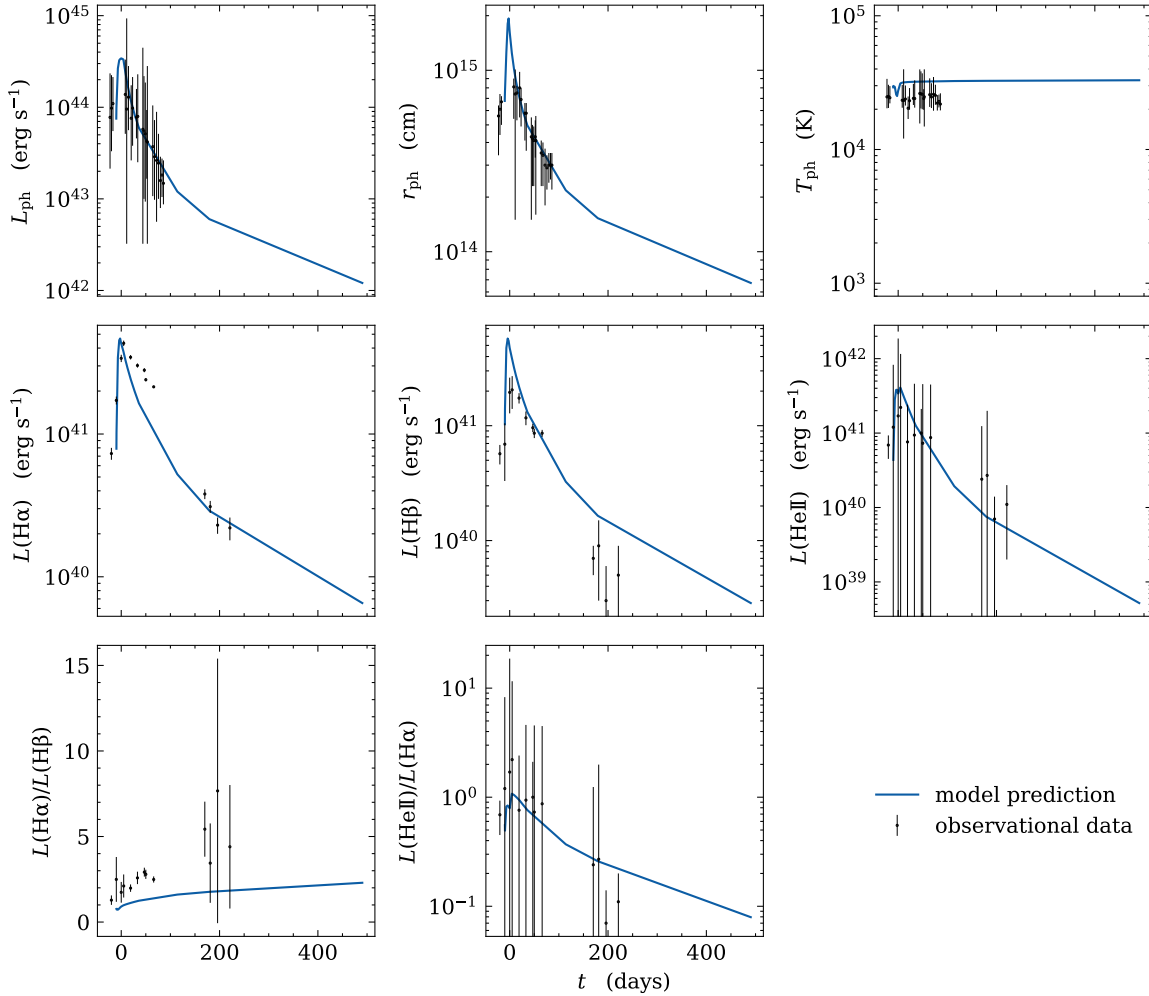 10^45
10^44
10^43
10^42
L_ph (erg s⁻¹)
10^15
10^14
r_ph (cm)
10^5
10^4
10^3
T_ph (K)
10^41
10^40
L(Hα) (erg s⁻¹)
10^41
10^40
L(Hβ) (erg s⁻¹)
10^42
10^41
10^40
10^39
L(HeⅡ) (erg s⁻¹)
15
10
5
0
L(Hα)/L(Hβ)
0
200
400
10^1
10^0
10^−1
L(HeⅡ)/L(Hα)
0
200
400
t (days)
model prediction
observational data